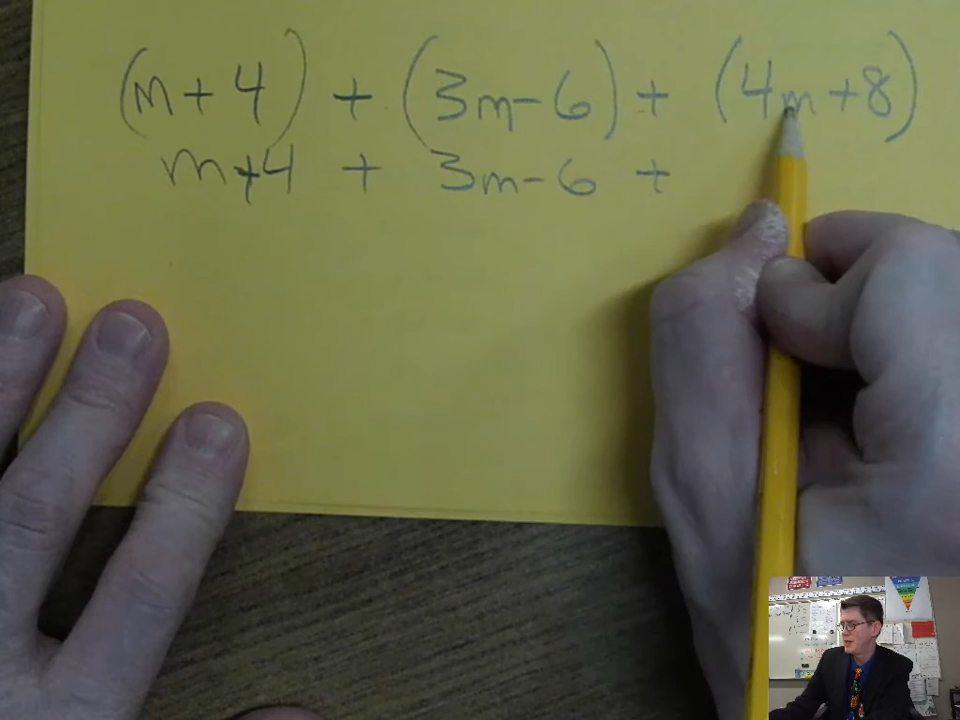 (m+4) + (3m-6) + (4m+8)
m+4 + 3m-6 +